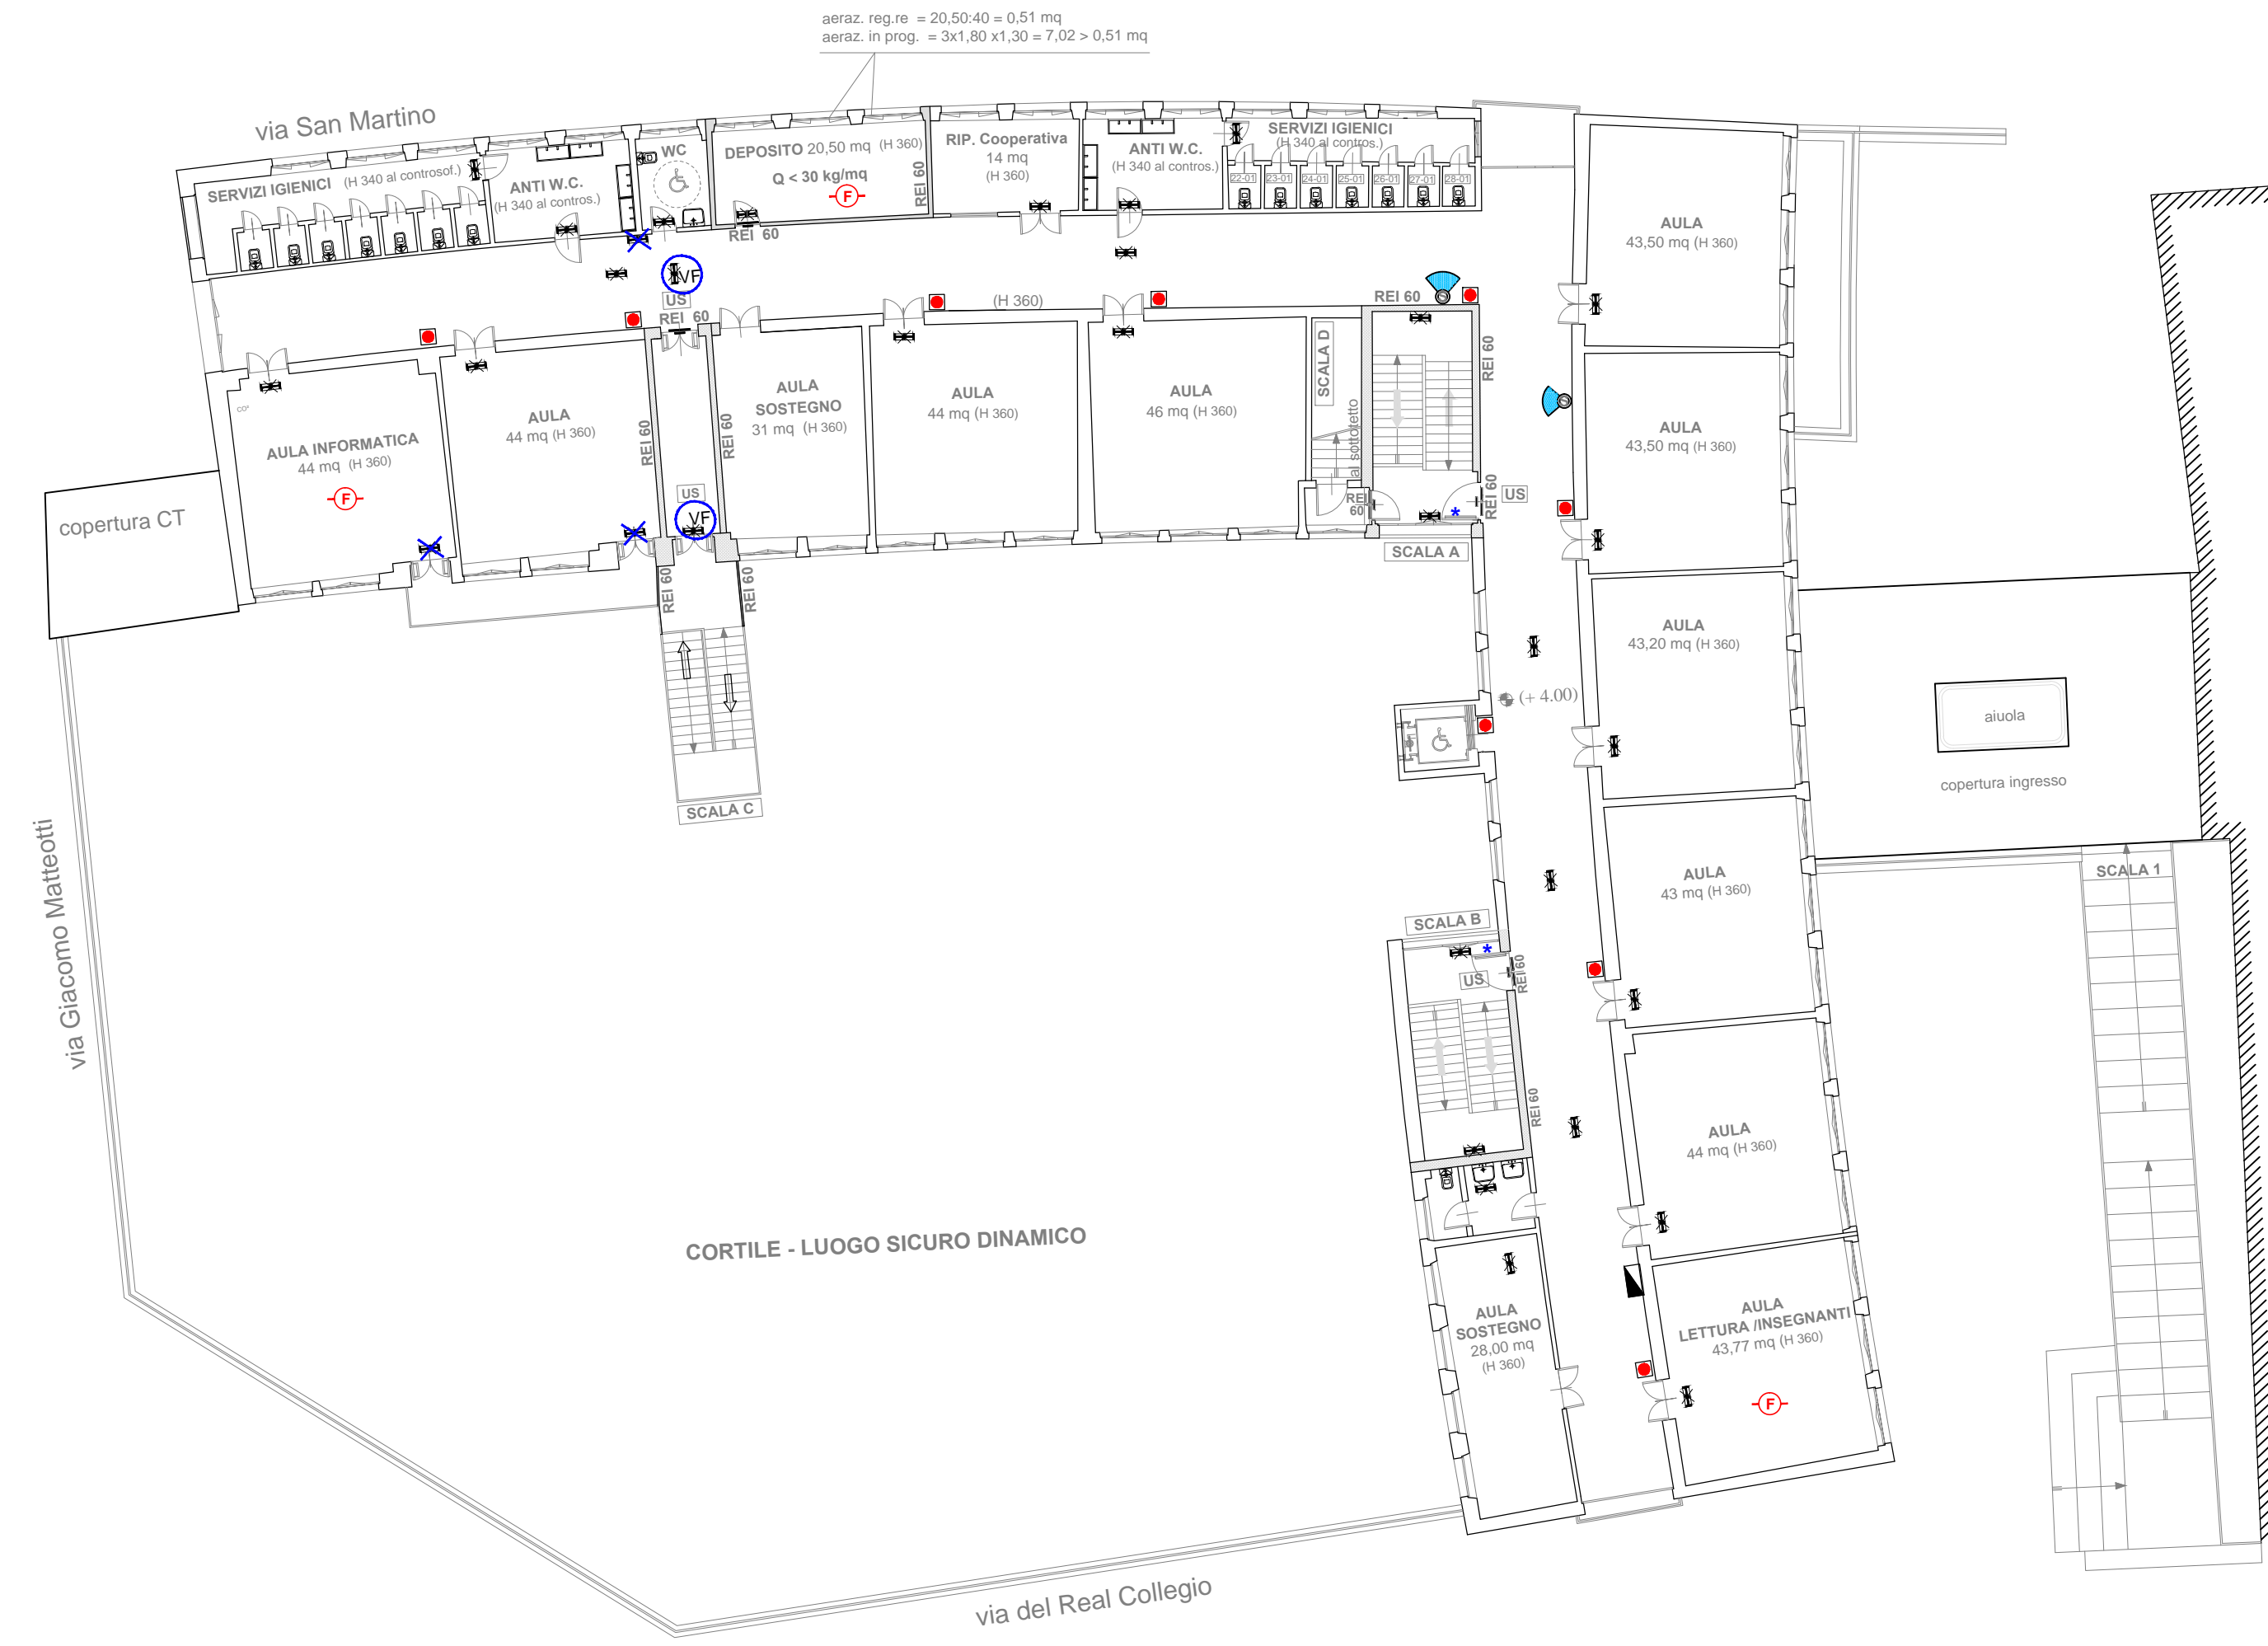 aeraz. reg.re = 20,50:40 = 0,51 mq
aeraz. in prog. = 3x1,80 x1,30 = 7,02 > 0,51 mq
via San Martino
SERVIZI IGIENICI (H 340 al controsof.)
ANTI W.C.
(H 340 al contros.)
WC
DEPOSITO 20,50 mq (H 360)
Q < 30 kg/mq
F
REI 60
REI 60
RIP. Cooperativa
14 mq
(H 360)
ANTI W.C.
(H 340 al contros.)
SERVIZI IGIENICI
(H 340 al contros.)
22-01
23-01
24-01
25-01
26-01
27-01
28-01
AULA
43,50 mq (H 360)
VF
US
REI 60
(H 360)
REI 60
REI 60
SCALA D
al sottotetto
CO²
AULA INFORMATICA
44 mq (H 360)
F
AULA
44 mq (H 360)
REI 60
US
VF
REI 60
AULA
SOSTEGNO
31 mq (H 360)
AULA
44 mq (H 360)
AULA
46 mq (H 360)
REI
60
*
REI 60
US
SCALA A
AULA
43,50 mq (H 360)
copertura CT
REI 60
REI 60
SCALA C
AULA
43,20 mq (H 360)
(+ 4.00)
aiuola
copertura ingresso
AULA
43 mq (H 360)
SCALA 1
SCALA B
*
US
REI 60
REI 60
AULA
44 mq (H 360)
via Giacomo Matteotti
CORTILE - LUOGO SICURO DINAMICO
AULA
SOSTEGNO
28,00 mq
(H 360)
AULA
LETTURA /INSEGNANTI
43,77 mq (H 360)
F
via del Real Collegio